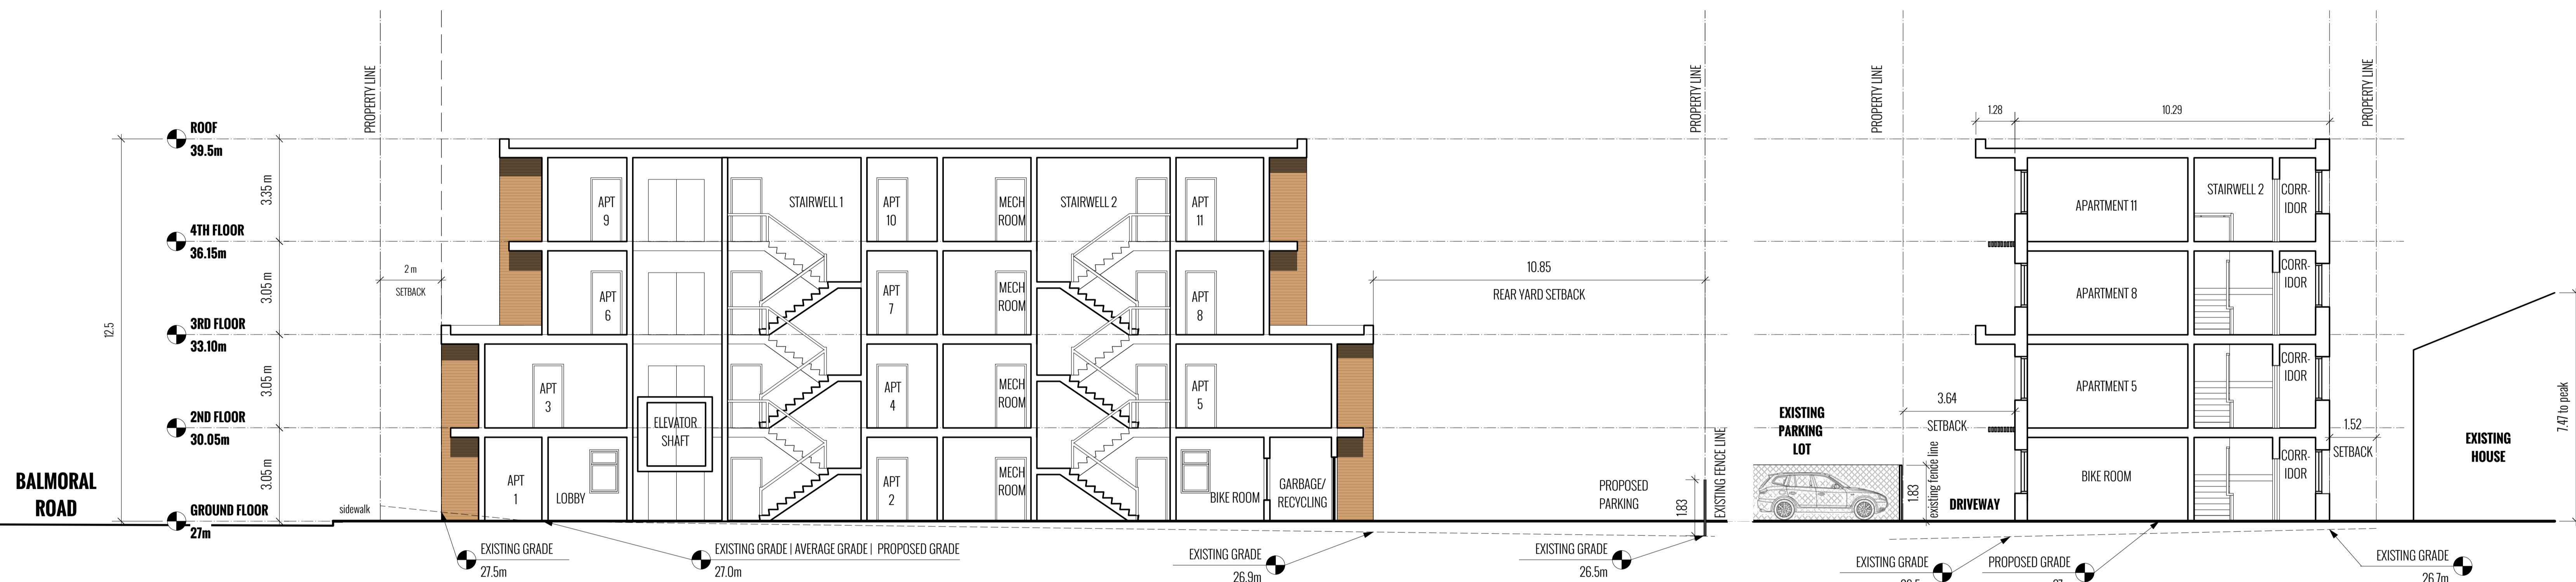 PROPERTY LINE
PROPERTY LINE
PROPERTY LINE
PROPERTY LINE
ROOF
39.5m
4TH FLOOR
36.15m
3RD FLOOR
33.10m
2ND FLOOR
30.05m
GROUND FLOOR
27m
12.5
3.35 m
3.05 m
3.05 m
3.05 m
2 m
SETBACK
BALMORAL
ROAD
sidewalk
APT
9
STAIRWELL 1
APT
10
MECH
ROOM
STAIRWELL 2
APT
11
APT
6
APT
7
MECH
ROOM
APT
8
APT
3
ELEVATOR
SHAFT
APT
4
MECH
ROOM
APT
5
APT
1
LOBBY
APT
2
MECH
ROOM
BIKE ROOM
GARBAGE/
RECYCLING
10.85
REAR YARD SETBACK
PROPOSED
PARKING
1.83
EXISTING FENCE LINE
EXISTING GRADE
27.5m
EXISTING GRADE | AVERAGE GRADE | PROPOSED GRADE
27.0m
EXISTING GRADE
26.9m
EXISTING GRADE
26.5m
1.28
10.29
APARTMENT 11
STAIRWELL 2
CORR-
IDOR
APARTMENT 8
CORR-
IDOR
APARTMENT 5
CORR-
IDOR
BIKE ROOM
CORR-
IDOR
3.64
SETBACK
EXISTING
PARKING
LOT
1.83
existing fence line
DRIVEWAY
1.52
SETBACK
EXISTING
HOUSE
7.47 to peak
EXISTING GRADE
PROPOSED GRADE
EXISTING GRADE
26.7m